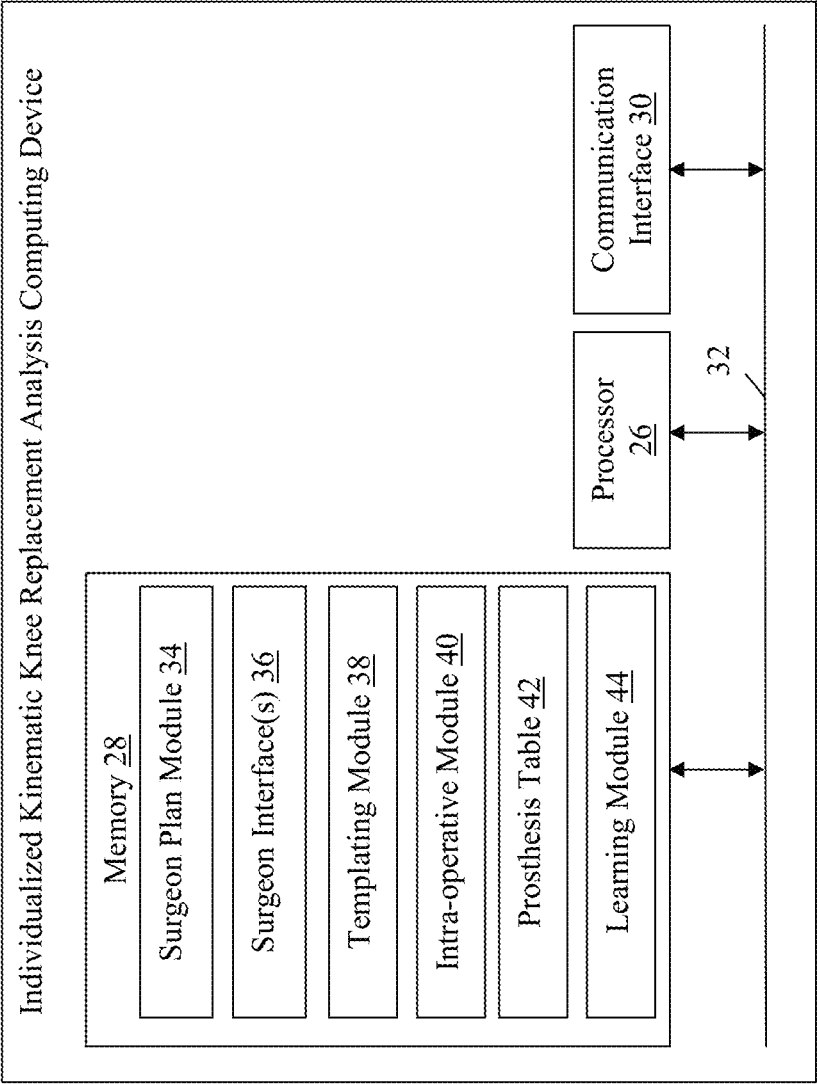 Individualized Kinematic Knee Replacement Analysis Computing Device
Memory 28
Surgeon Plan Module 34
Surgeon Interface(s) 36
Templating Module 38
Intra-operative Module 40
Prosthesis Table 42
Learning Module 44
Processor
26
Communication
Interface 30
32